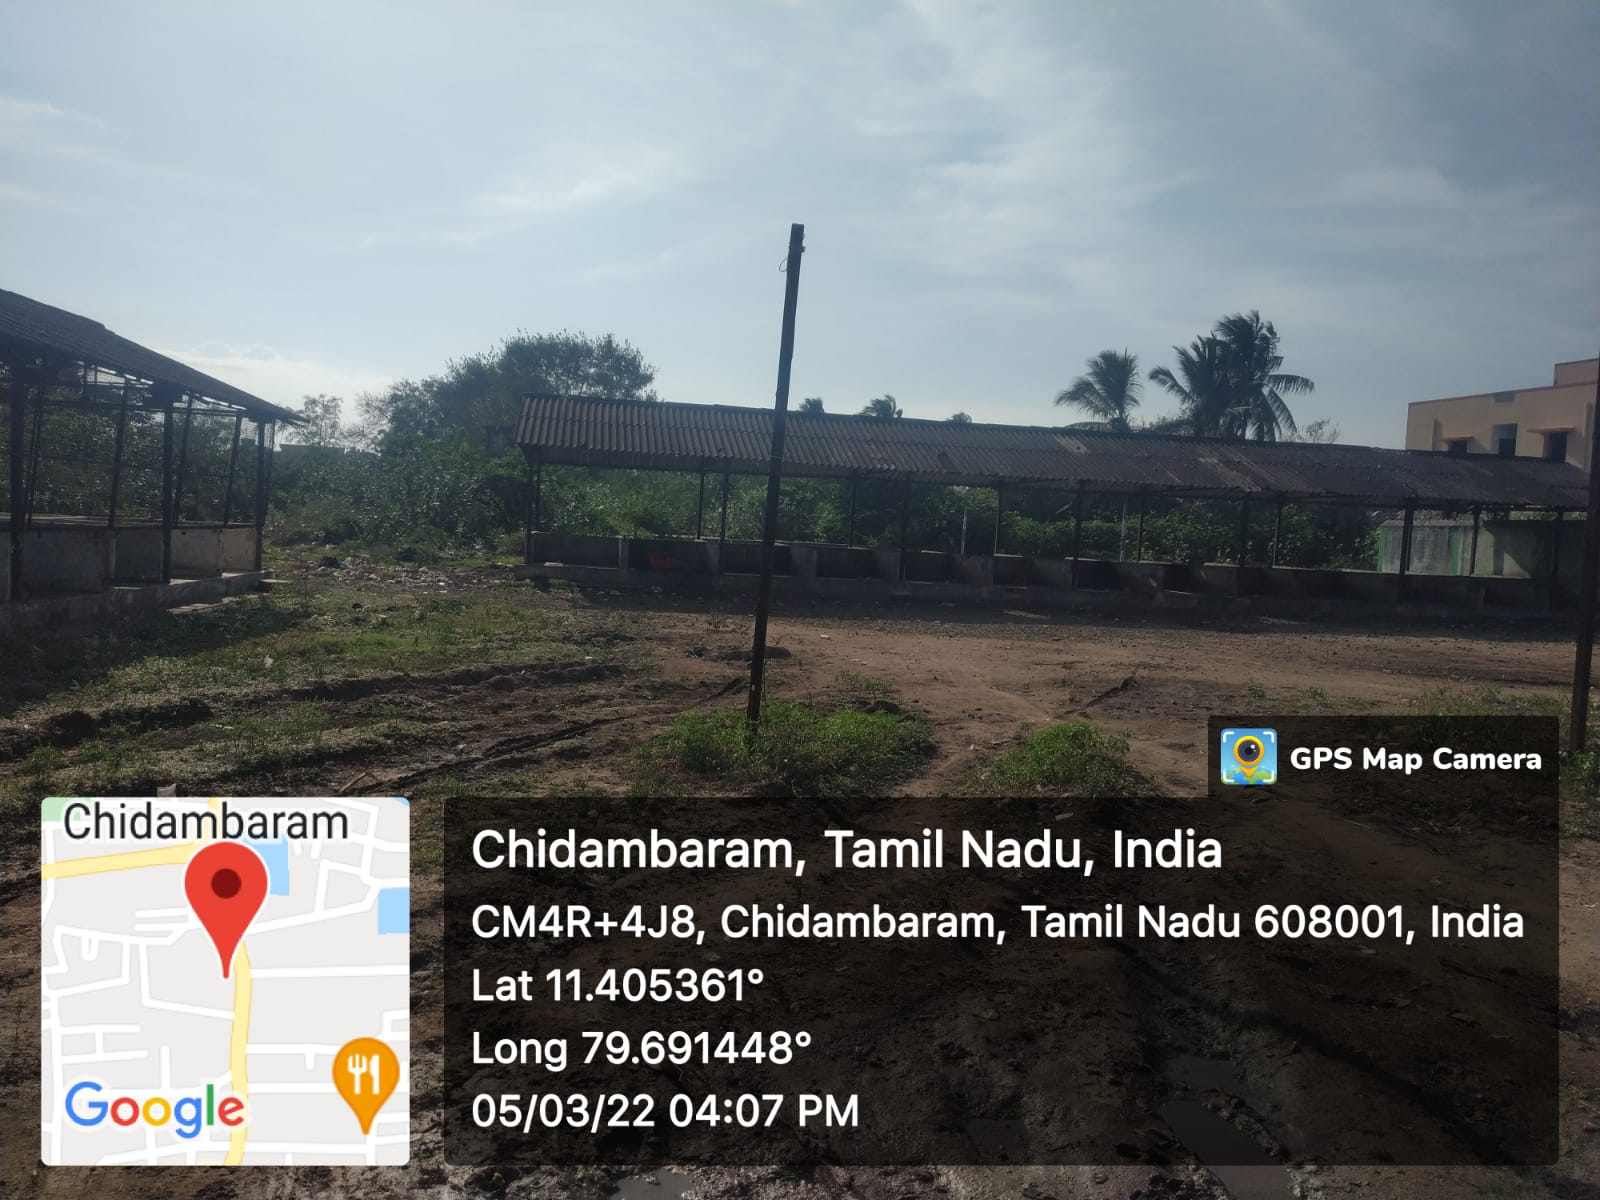 GPS Map Camera
Chidambaram
Google
Chidambaram, Tamil Nadu, India
CM4R+4J8, Chidambaram, Tamil Nadu 608001, India
Lat 11.405361°
Long 79.691448°
05/03/22 04:07 PM